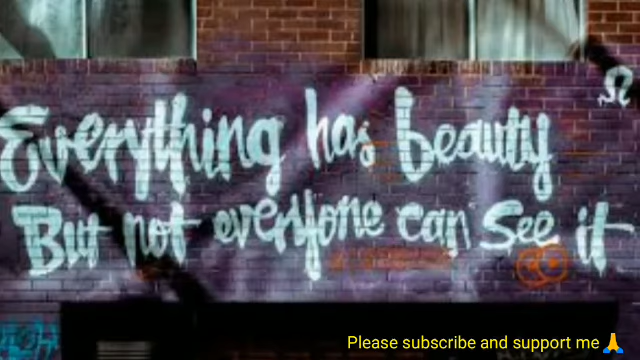 Everything has beauty
But not everyone can See it
Please subscribe and support me🙏